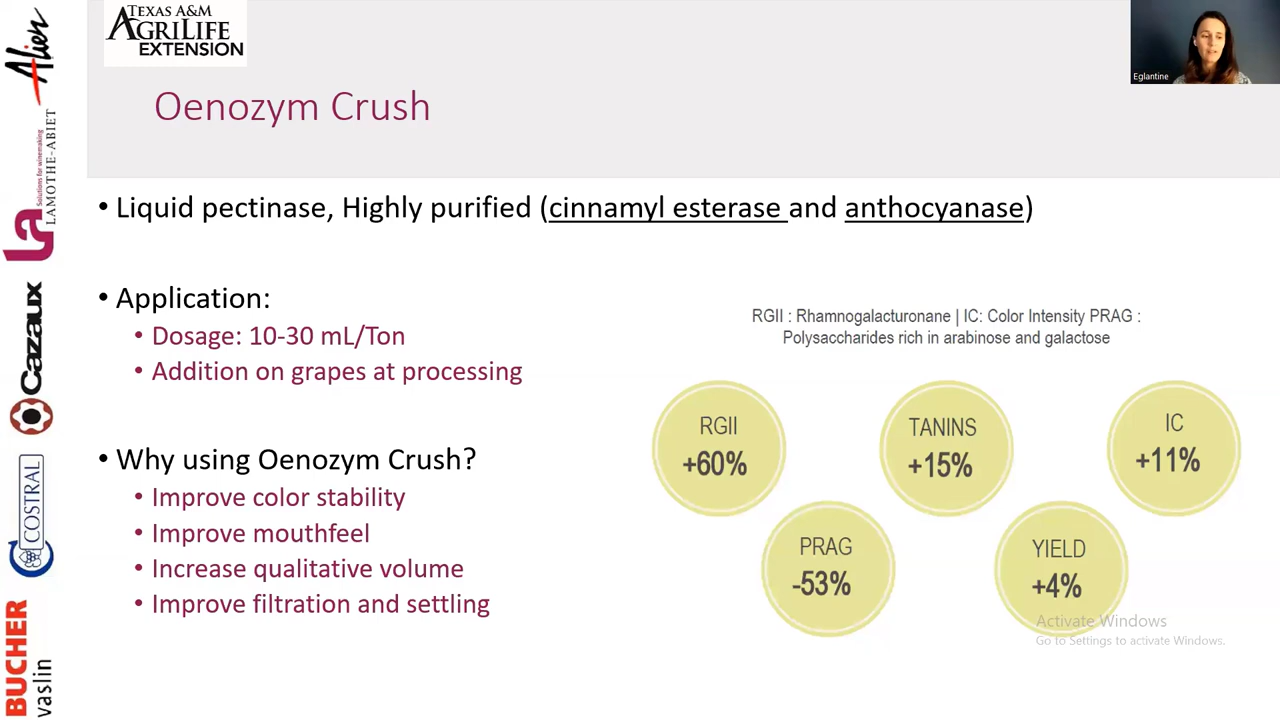 TEXAS A&M
AGRILIFE
EXTENSION
Eglantine
Alien
LAMOTHE-ABIET
Solutions for winemaking
La
Cazaux
COSTRAL
BUCHER
vaslin
Oenozym Crush
• Liquid pectinase, Highly purified (cinnamyl esterase and anthocyanase)
• Application:
• Dosage: 10-30 mL/Ton
• Addition on grapes at processing
• Why using Oenozym Crush?
• Improve color stability
• Improve mouthfeel
• Increase qualitative volume
• Improve filtration and settling
RGII : Rhamnogalacturonane | IC: Color Intensity PRAG :
Polysaccharides rich in arabinose and galactose
RGII
+60%
TANINS
+15%
IC
+11%
PRAG
-53%
YIELD
+4%
Activate Windows
Go to Settings to activate Windows.